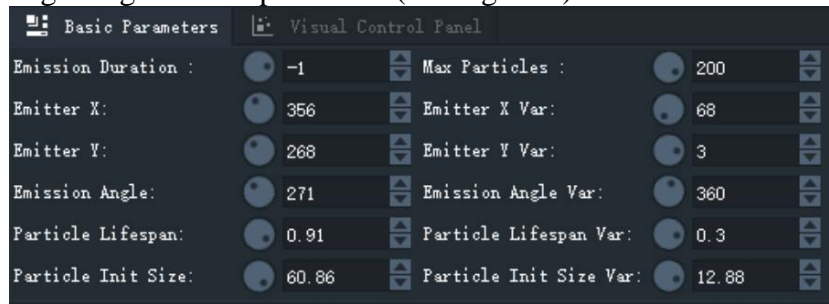 Basic Parameters Visual Control Panel
Emission Duration : -1 Max Particles : 200
Emitter X: 356 Emitter X Var: 68
Emitter Y: 268 Emitter Y Var: 3
Emission Angle: 271 Emission Angle Var: 360
Particle Lifespan: 0.91 Particle Lifespan Var: 0.3
Particle Init Size: 60.86 Particle Init Size Var: 12.88